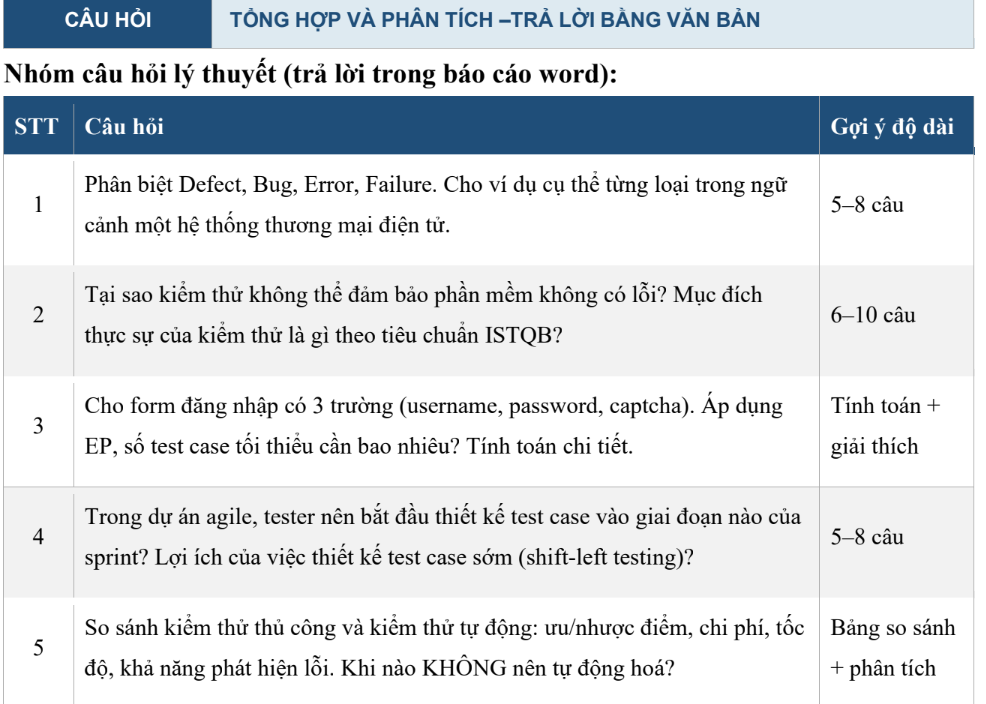 CÂU HỎI
TỔNG HỢP VÀ PHÂN TÍCH –TRẢ LỜI BẰNG VĂN BẢN
Nhóm câu hỏi lý thuyết (trả lời trong báo cáo word):
STT
Câu hỏi
Gợi ý độ dài
1
Phân biệt Defect, Bug, Error, Failure. Cho ví dụ cụ thể từng loại trong ngữ
cảnh một hệ thống thương mại điện tử.
5–8 câu
2
Tại sao kiểm thử không thể đảm bảo phần mềm không có lỗi? Mục đích
thực sự của kiểm thử là gì theo tiêu chuẩn ISTQB?
6–10 câu
3
Cho form đăng nhập có 3 trường (username, password, captcha). Áp dụng
EP, số test case tối thiểu cần bao nhiêu? Tính toán chi tiết.
Tính toán +
giải thích
4
Trong dự án agile, tester nên bắt đầu thiết kế test case vào giai đoạn nào của
sprint? Lợi ích của việc thiết kế test case sớm (shift-left testing)?
5–8 câu
5
So sánh kiểm thử thủ công và kiểm thử tự động: ưu/nhược điểm, chi phí, tốc
độ, khả năng phát hiện lỗi. Khi nào KHÔNG nên tự động hoá?
Bảng so sánh
+ phân tích